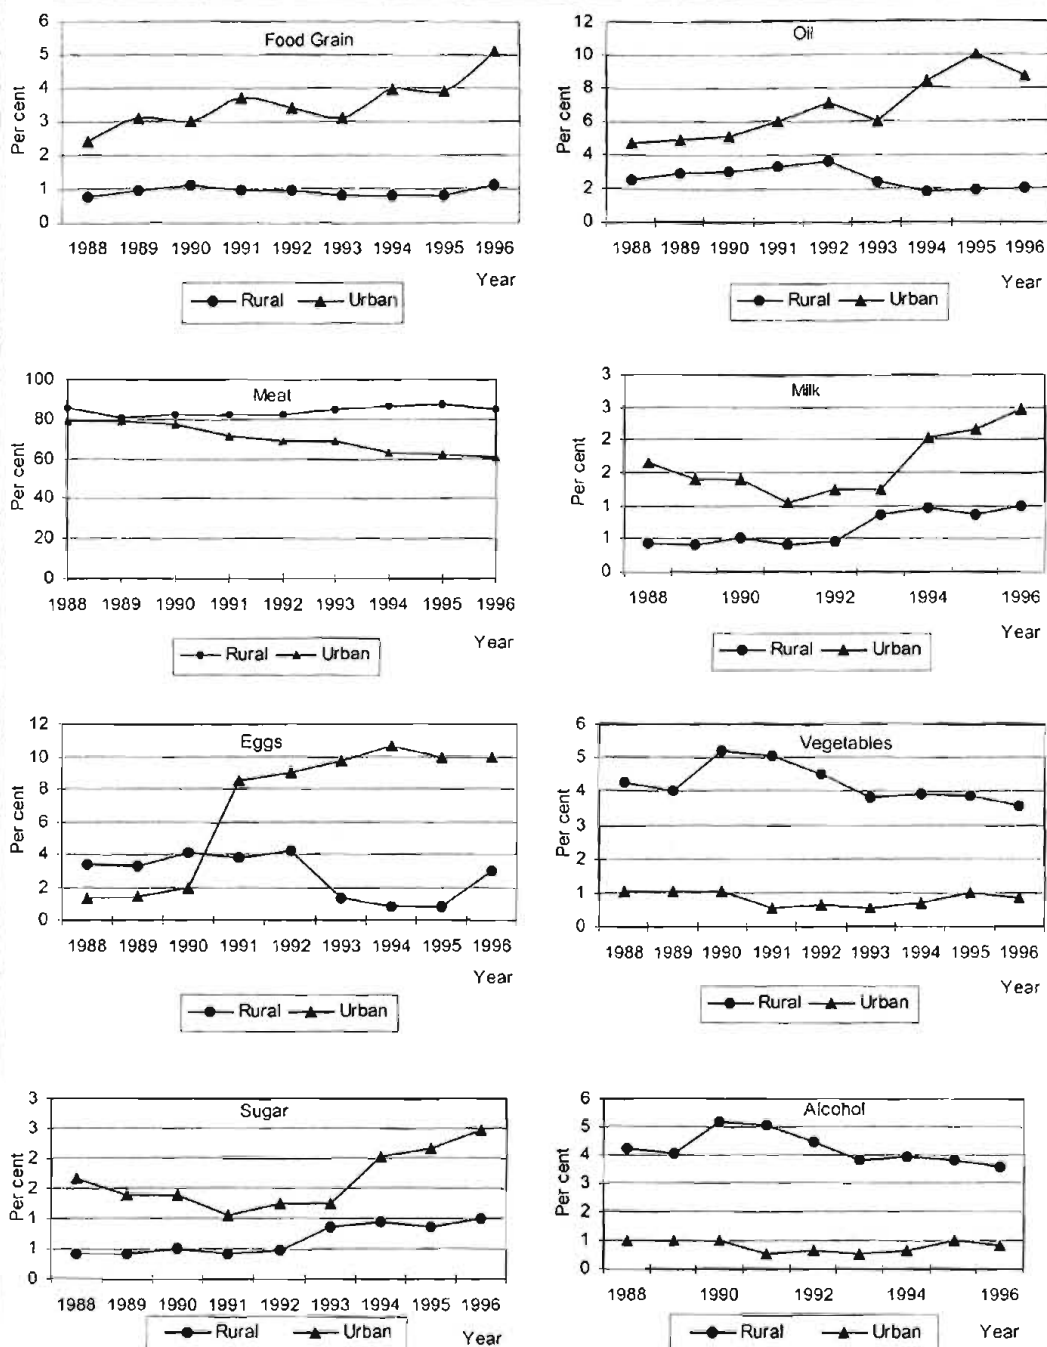 Food Grain
Per cent
6
5
4
3
2
1
0
1988 1989 1990 1991 1992 1993 1994 1995 1996
Year
Rural Urban
Oil
Per cent
12
10
8
6
4
2
0
1988 1989 1990 1991 1992 1993 1994 1995 1996
Year
Rural Urban
Meat
Per cent
100
80
60
40
20
0
1988 1989 1990 1991 1992 1993 1994 1995 1996
Year
Rural Urban
Milk
Per cent
3
3
2
2
1
1
0
1988 1990 1992 1994 1996
Year
Rural Urban
Eggs
Per cent
12
10
8
6
4
2
0
1988 1989 1990 1991 1992 1993 1994 1995 1996
Year
Rural Urban
Vegetables
Per cent
6
5
4
3
2
1
0
1988 1989 1990 1991 1992 1993 1994 1995 1996
Year
Rural Urban
Sugar
Per cent
3
3
2
2
1
1
0
1988 1989 1990 1991 1992 1993 1994 1995 1996
Rural Urban Year
Alcohol
Per cent
6
5
4
3
2
1
0
1988 1990 1992 1994 1996
Rural Urban Year